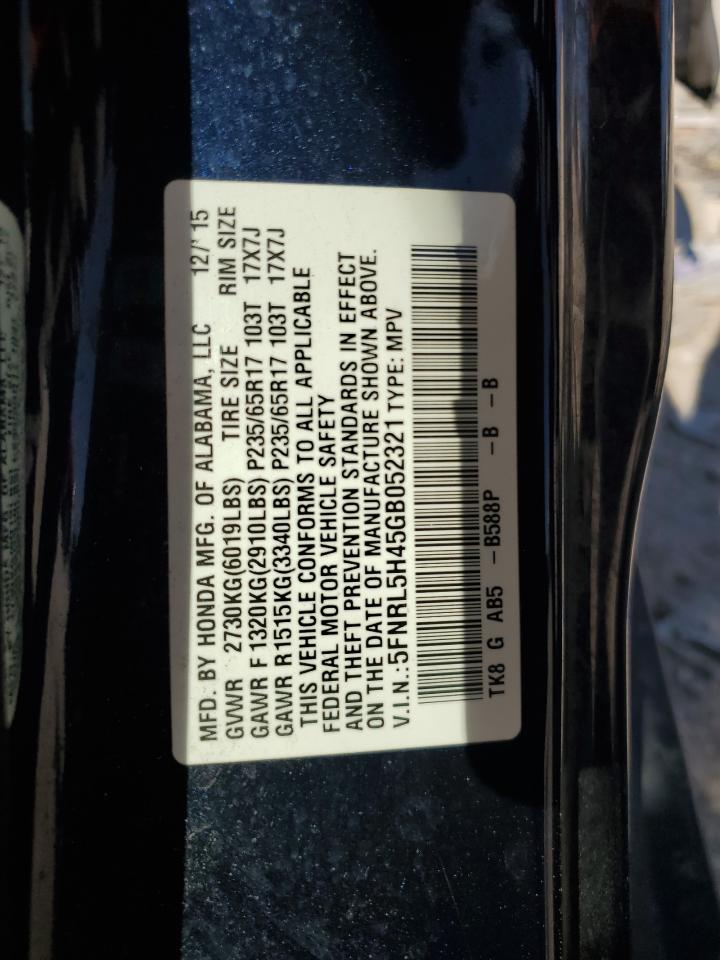 MFD. BY HONDA MFG. OF ALABAMA, LLC 12/ 15
GVWR 2730KG(6019LBS) TIRE SIZE RIM SIZE
GAWR F 1320KG(2910LBS) P235/65R17 103T 17X7J
GAWR R 1515KG(3340LBS) P235/65R17 103T 17X7J
THIS VEHICLE CONFORMS TO ALL APPLICABLE
FEDERAL MOTOR VEHICLE SAFETY
AND THEFT PREVENTION STANDARDS IN EFFECT
ON THE DATE OF MANUFACTURE SHOWN ABOVE.
V.I.N.:5FNRL5H45GB052321 TYPE: MPV
TK8 G AB5 -B588P -B -B